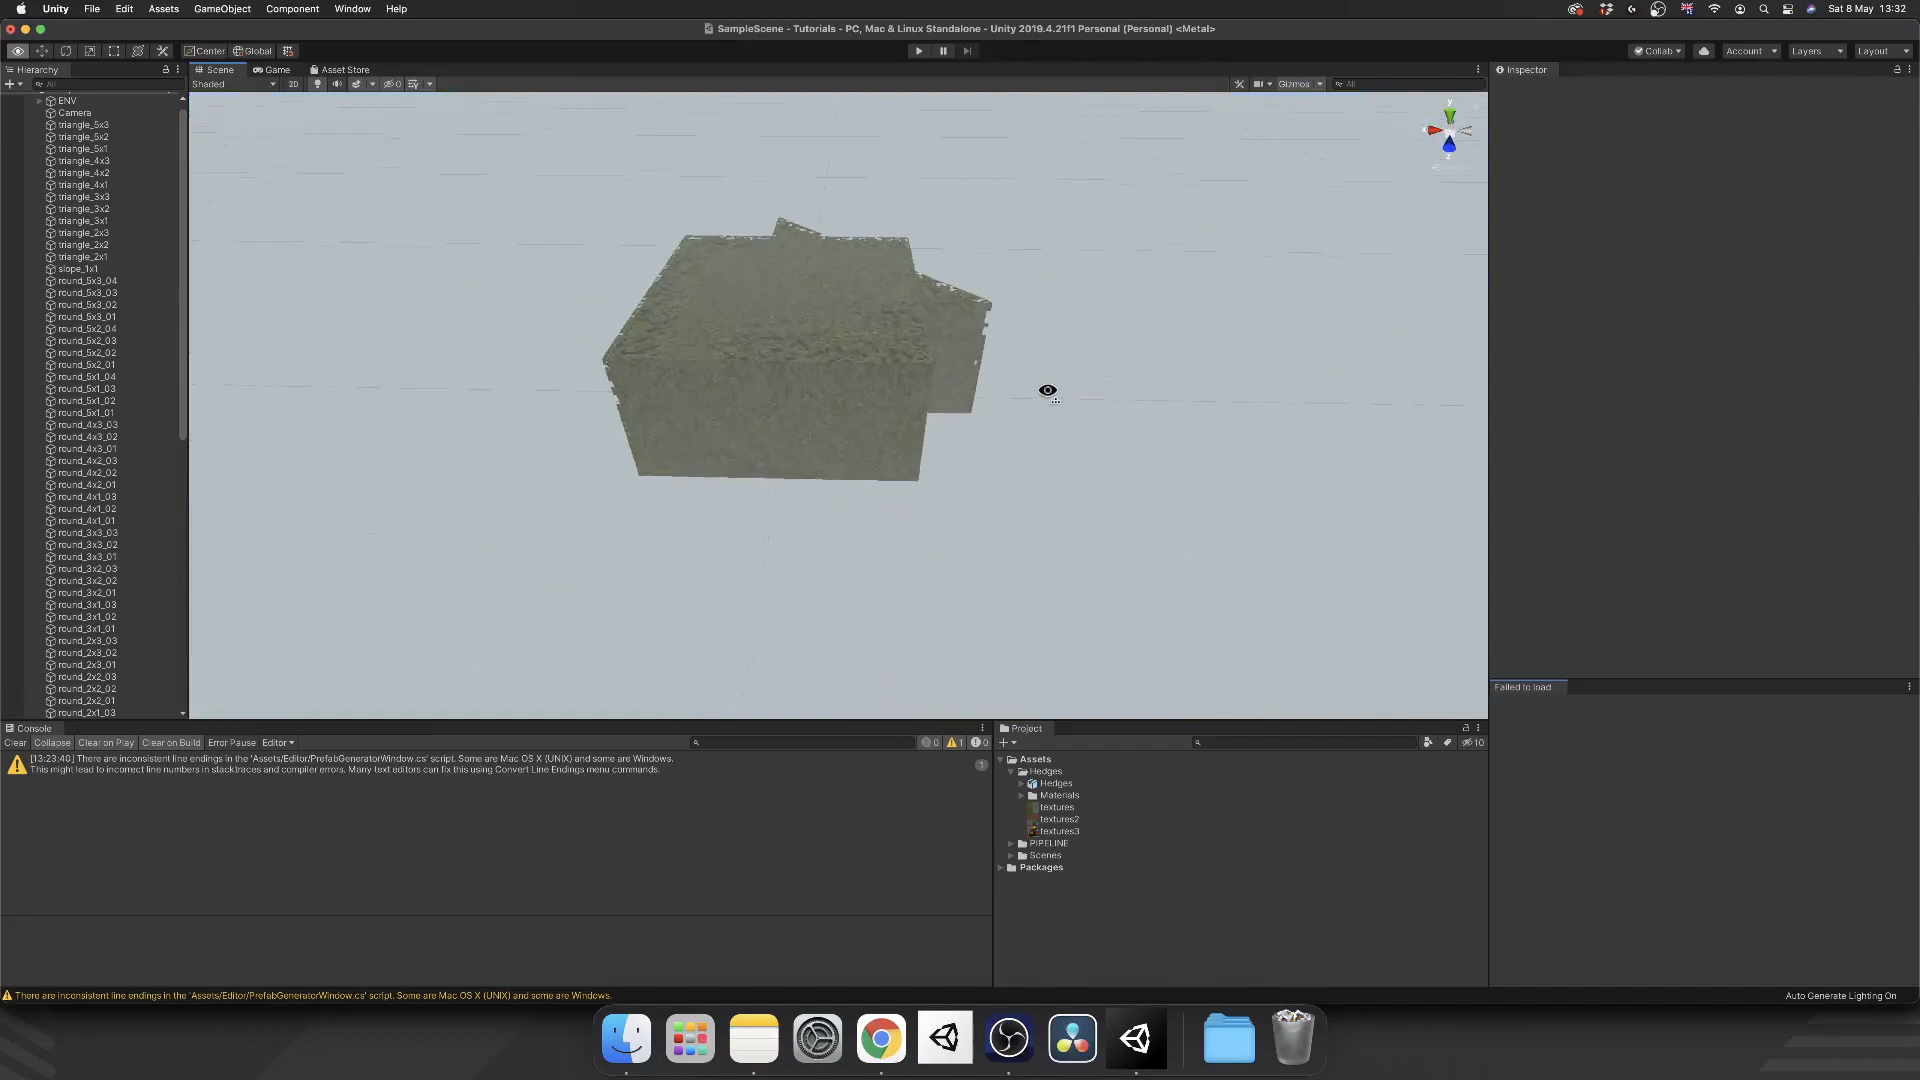 Unity File Edit Assets GameObject Component Window Help
Sat 8 May 13:32
SampleScene - Tutorials - PC, Mac & Linux Standalone - Unity 2019.4.21f1 Personal (Personal) <Metal>
Center Global
Collab Account Layers Layout
Hierarchy
Scene Game Asset Store
Inspector
All
Shaded 2D 0 Gizmos All
ENV
Camera
triangle_5x3
triangle_5x2
triangle_5x1
triangle_4x3
triangle_4x2
triangle_4x1
triangle_3x3
triangle_3x2
triangle_3x1
triangle_2x3
triangle_2x2
triangle_2x1
slope_1x1
round_5x3_04
round_5x3_03
round_5x3_02
round_5x3_01
round_5x2_04
round_5x2_03
round_5x2_02
round_5x2_01
round_5x1_04
round_5x1_03
round_5x1_02
round_5x1_01
round_4x3_03
round_4x3_02
round_4x3_01
round_4x2_03
round_4x2_02
round_4x2_01
round_4x1_03
round_4x1_02
round_4x1_01
round_3x3_03
round_3x3_02
round_3x3_01
round_3x2_03
round_3x2_02
round_3x2_01
round_3x1_03
round_3x1_02
round_3x1_01
round_2x3_03
round_2x3_02
round_2x3_01
round_2x2_03
round_2x2_02
round_2x2_01
round_2x1_03
y
x
z
Failed to load
Console
Clear Collapse Clear on Play Clear on Build Error Pause Editor
0 1 0
[13:23:40] There are inconsistent line endings in the 'Assets/Editor/PrefabGeneratorWindow.cs' script. Some are Mac OS X (UNIX) and some are Windows.
This might lead to incorrect line numbers in stacktraces and compiler errors. Many text editors can fix this using Convert Line Endings menu commands.
1
Project
10
Assets
Hedges
Hedges
Materials
textures
textures2
textures3
PIPELINE
Scenes
Packages
There are inconsistent line endings in the 'Assets/Editor/PrefabGeneratorWindow.cs' script. Some are Mac OS X (UNIX) and some are Windows.
Auto Generate Lighting On